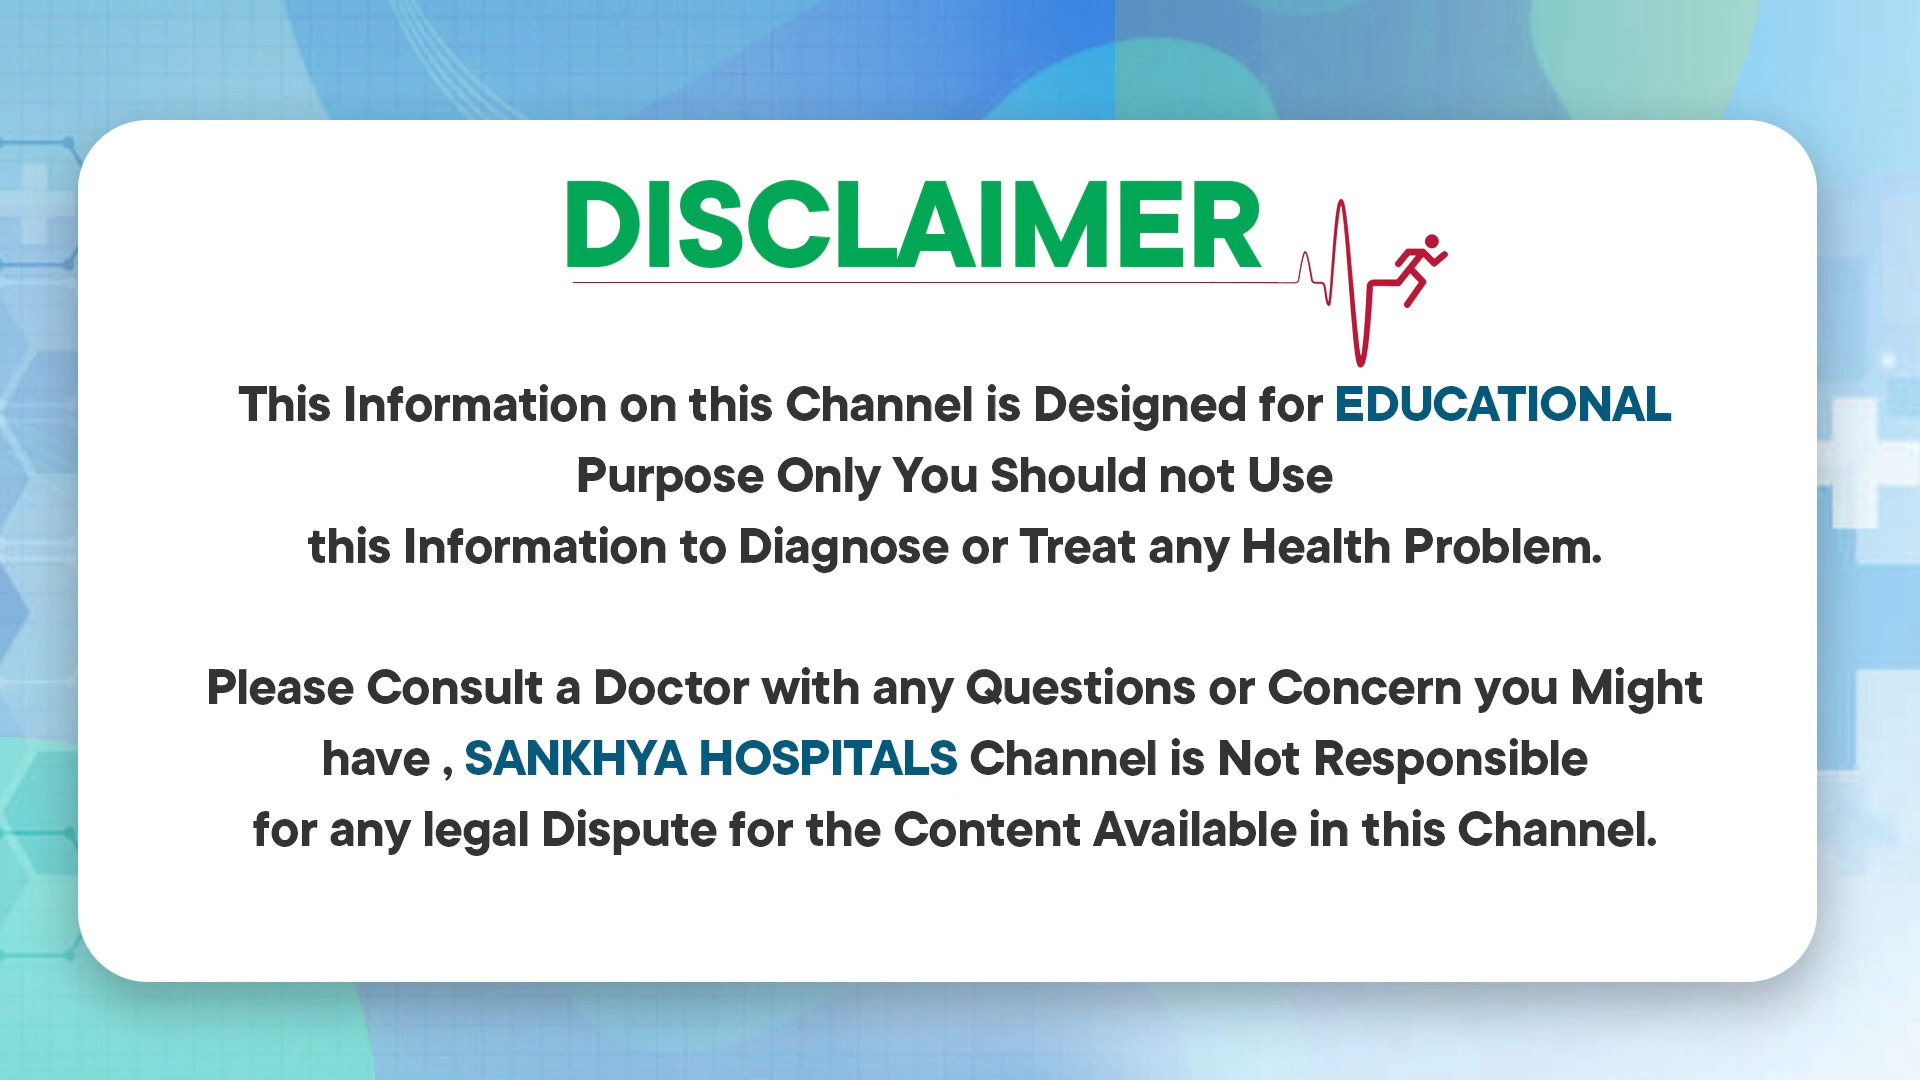 DISCLAIMER
This Information on this Channel is Designed for EDUCATIONAL
Purpose Only You Should not Use
this Information to Diagnose or Treat any Health Problem.
Please Consult a Doctor with any Questions or Concern you Might
have , SANKHYA HOSPITALS Channel is Not Responsible
for any legal Dispute for the Content Available in this Channel.